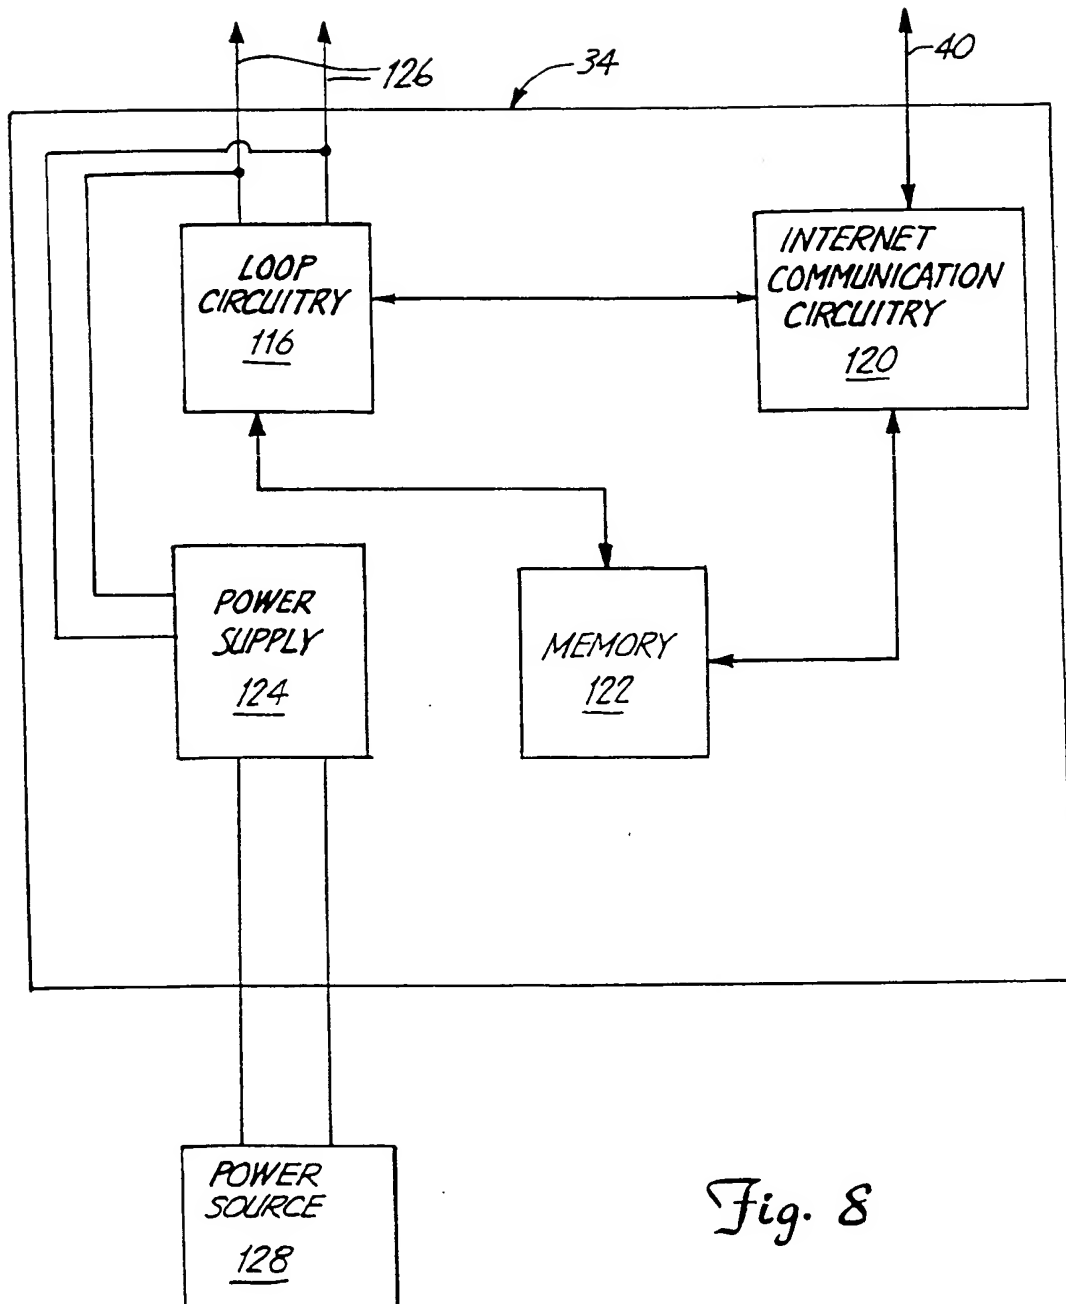 126
34
40
LOOP
CIRCUITRY
116
INTERNET
COMMUNICATION
CIRCUITRY
120
POWER
SUPPLY
124
MEMORY
122
POWER
SOURCE
128
Fig. 8